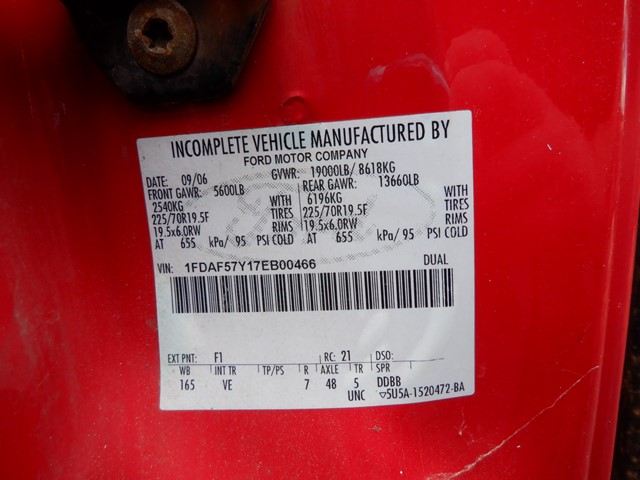 INCOMPLETE VEHICLE MANUFACTURED BY
FORD MOTOR COMPANY
DATE: 09/06 GVWR: 19000LB/ 8618KG
FRONT GAWR: 5600LB REAR GAWR: 13660LB
2540KG WITH 6196KG WITH
225/70R19.5F TIRES 225/70R19.5F TIRES
19.5x6.0RW RIMS 19.5x6.0RW RIMS
AT 655 kPa/ 95 PSI COLD AT 655 kPa/ 95 PSI COLD
VIN: 1FDAF57Y17EB00466 DUAL
EXT PNT: F1 RC: 21 DSO:
WB INT TR TP/PS R AXLE TR SPR
165 VE 7 48 5 DDBB
UNC ▽5U5A-1520472-BA